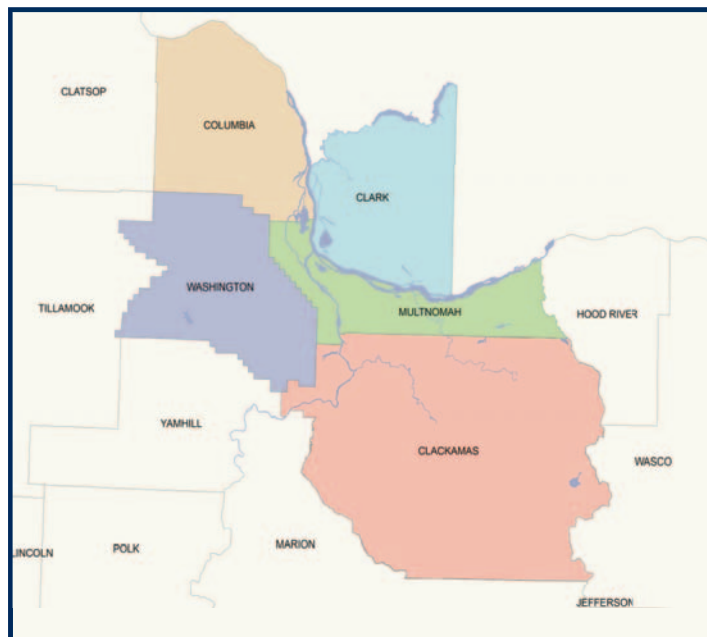 CLATSOP
COLUMBIA
CLARK
WASHINGTON
TILLAMOOK
MULTNOMAH
HOOD RIVER
YAMHILL
CLACKAMAS
WASCO
LINCOLN
POLK
MARION
JEFFERSON